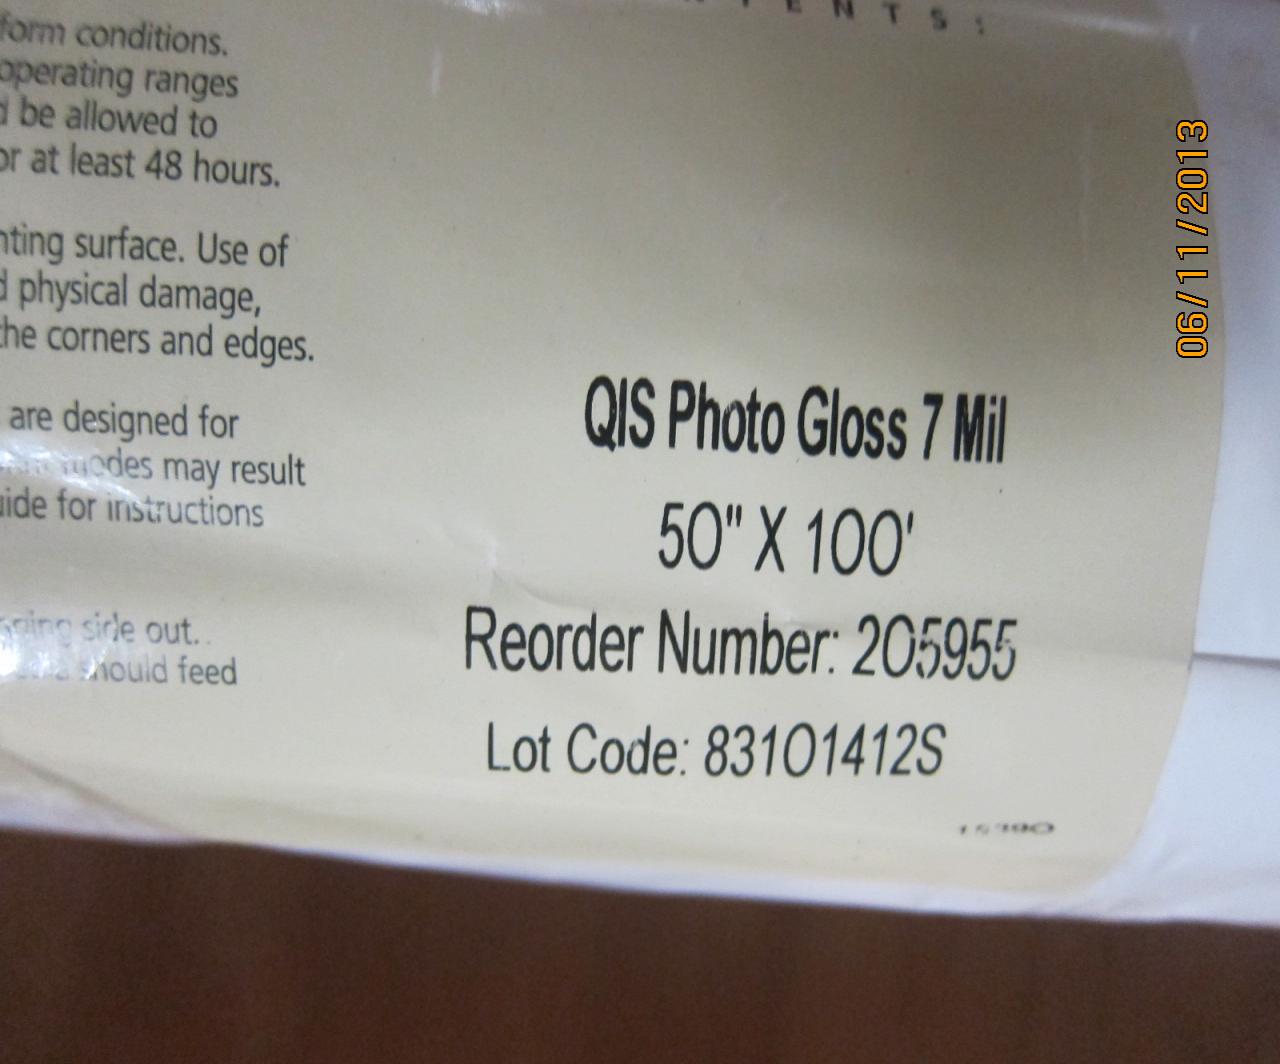 ENTS:
form conditions.
operating ranges
be allowed to
or at least 48 hours.
surface. Use of
physical damage,
the corners and edges.
are designed for
modes may result
for instructions
side out.
should feed
QIS Photo Gloss 7 Mil
50" X 100'
Reorder Number: 205955
Lot Code: 83101412S
06/11/2013